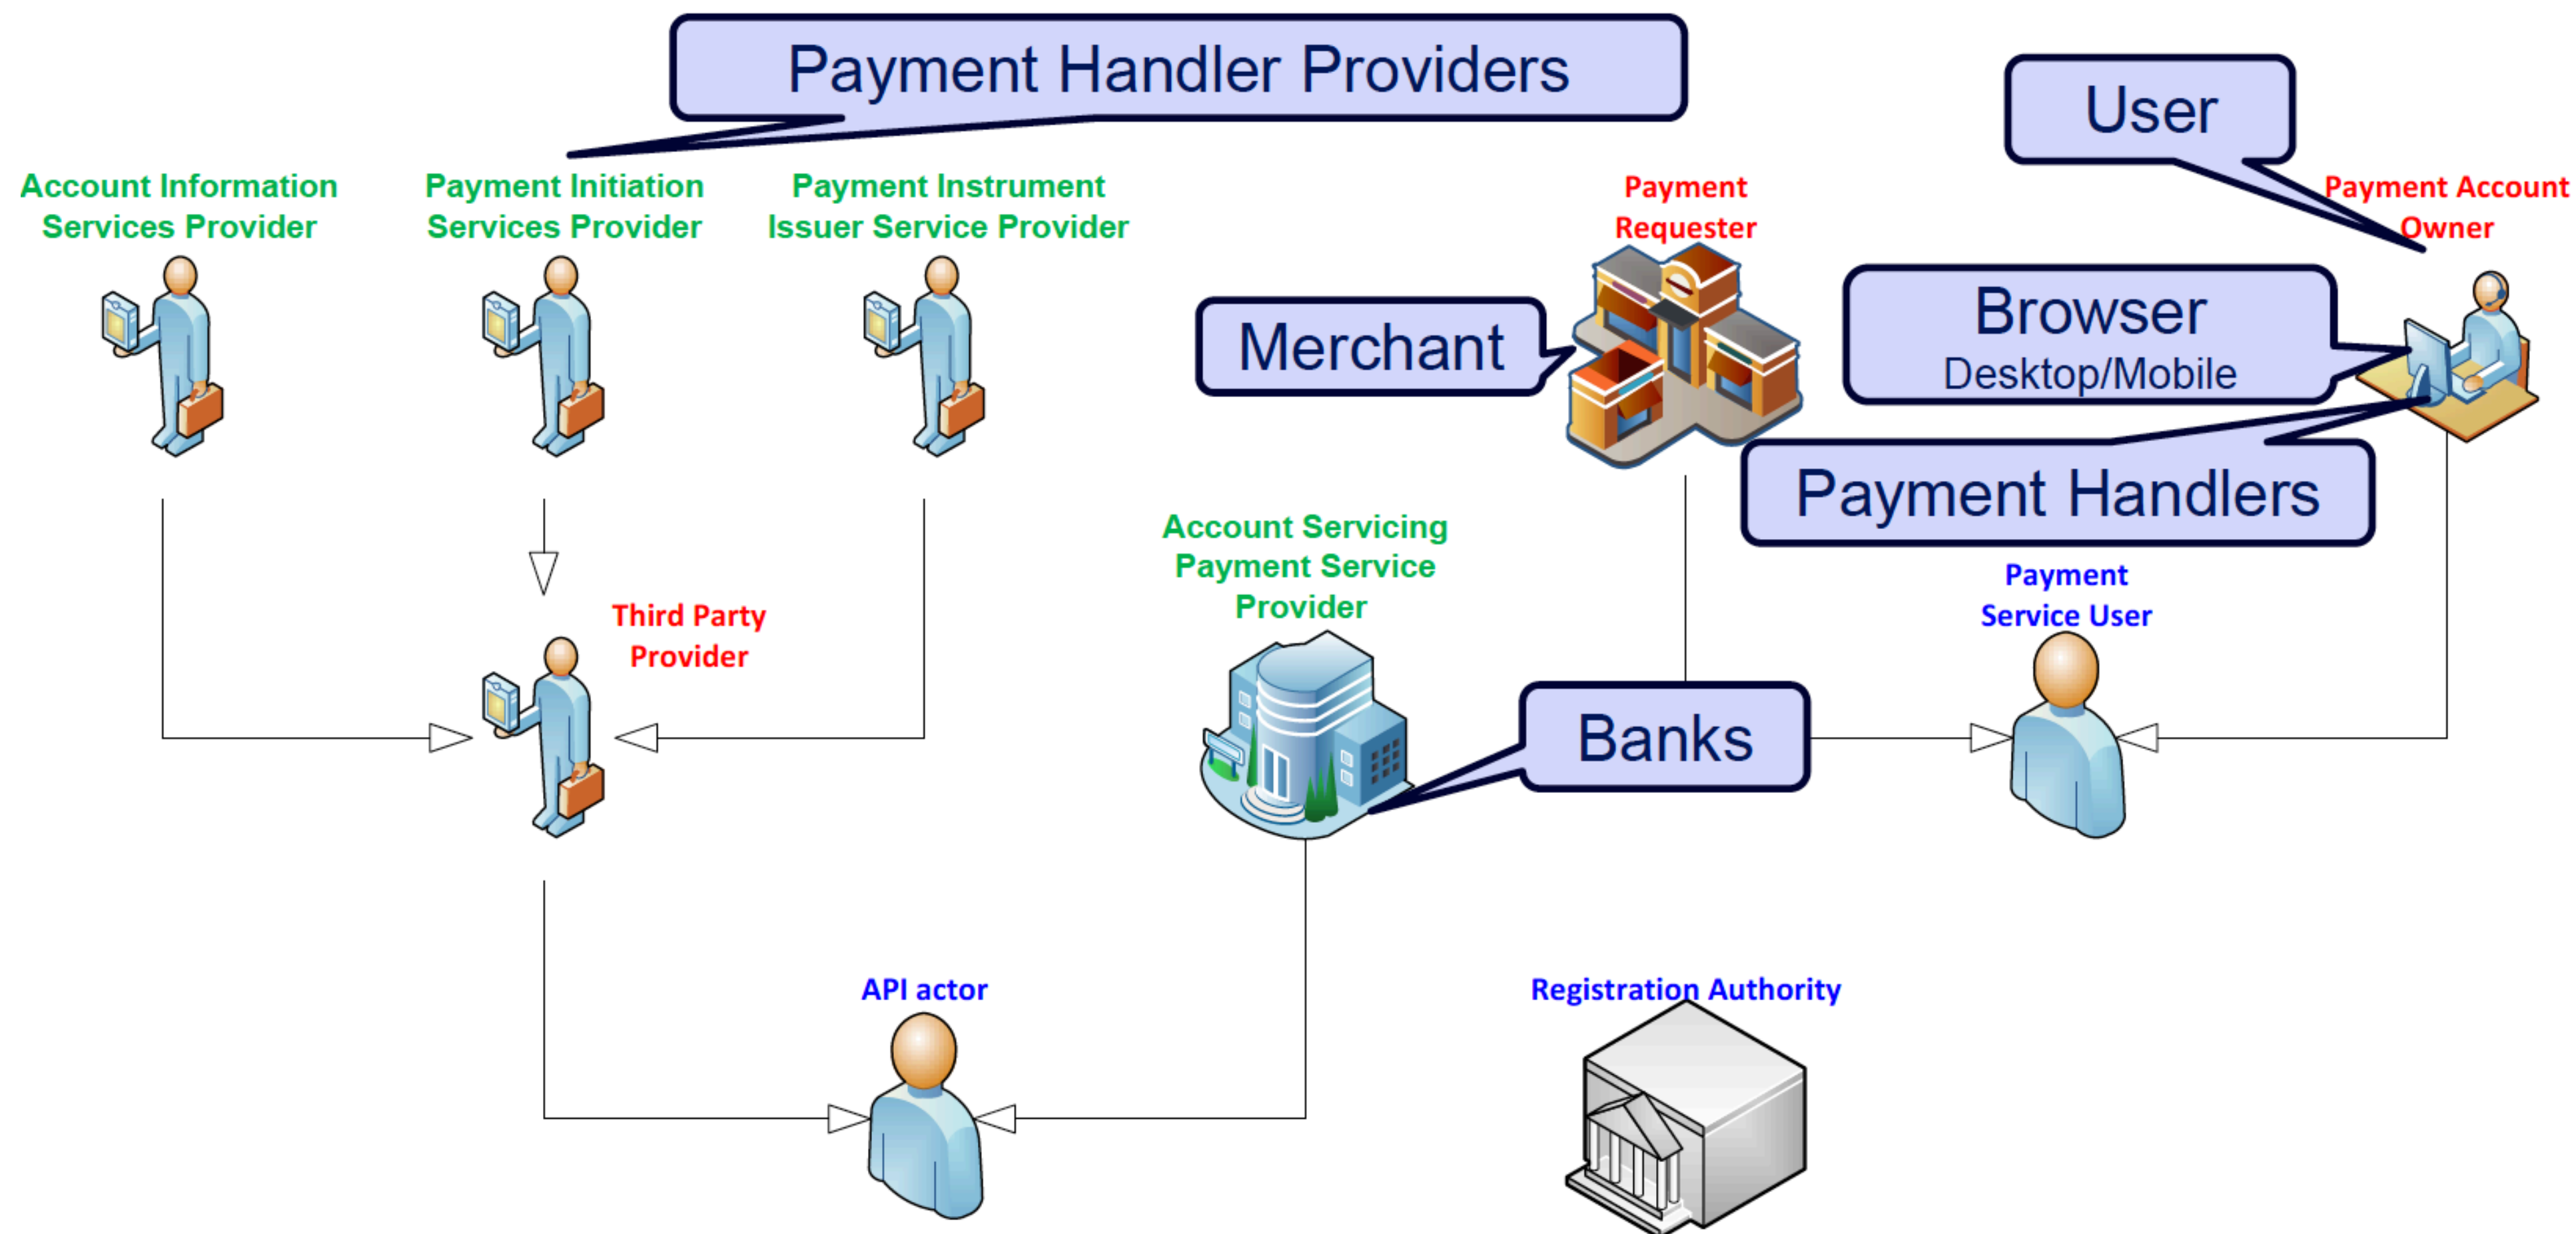 Payment Handler Providers
User
Account Information
Services Provider
Payment Initiation
Services Provider
Payment Instrument
Issuer Service Provider
Payment
Requester
Payment Account
Owner
Merchant
Browser
Desktop/Mobile
Payment Handlers
Account Servicing
Payment Service
Provider
Payment
Service User
Third Party
Provider
Banks
API actor
Registration Authority